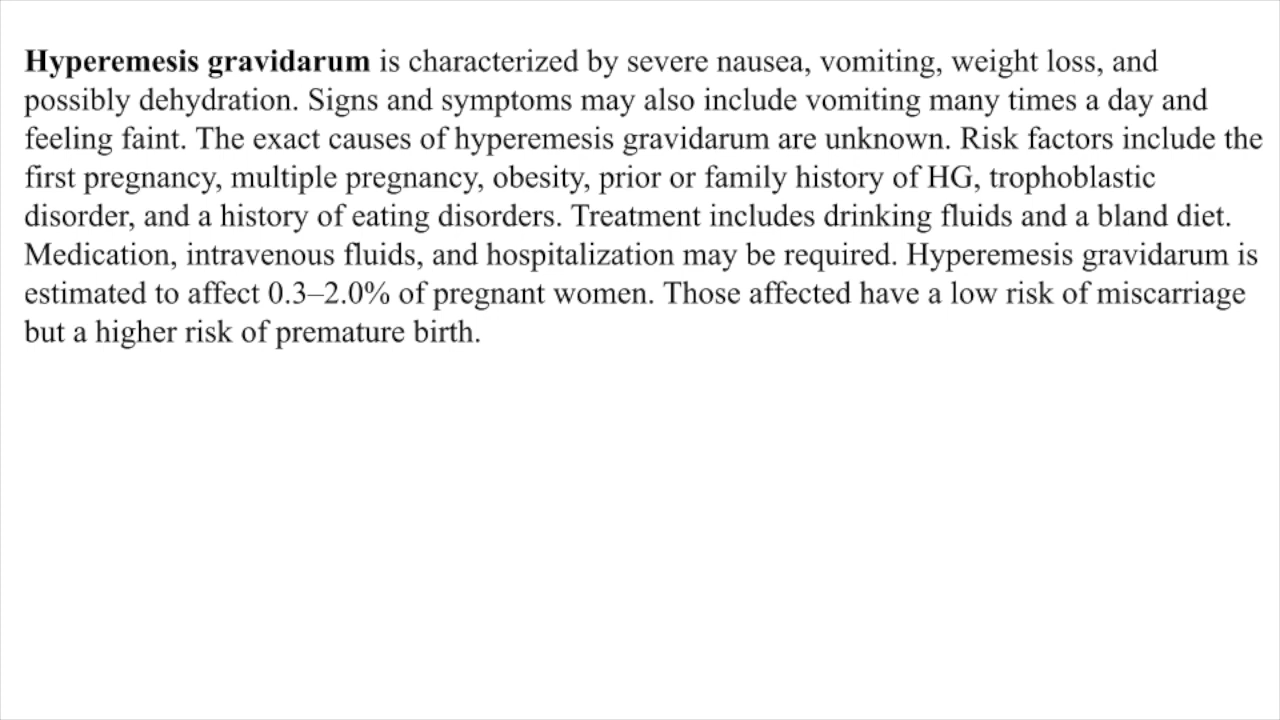 Hyperemesis gravidarum is characterized by severe nausea, vomiting, weight loss, and
possibly dehydration. Signs and symptoms may also include vomiting many times a day and
feeling faint. The exact causes of hyperemesis gravidarum are unknown. Risk factors include the
first pregnancy, multiple pregnancy, obesity, prior or family history of HG, trophoblastic
disorder, and a history of eating disorders. Treatment includes drinking fluids and a bland diet.
Medication, intravenous fluids, and hospitalization may be required. Hyperemesis gravidarum is
estimated to affect 0.3–2.0% of pregnant women. Those affected have a low risk of miscarriage
but a higher risk of premature birth.